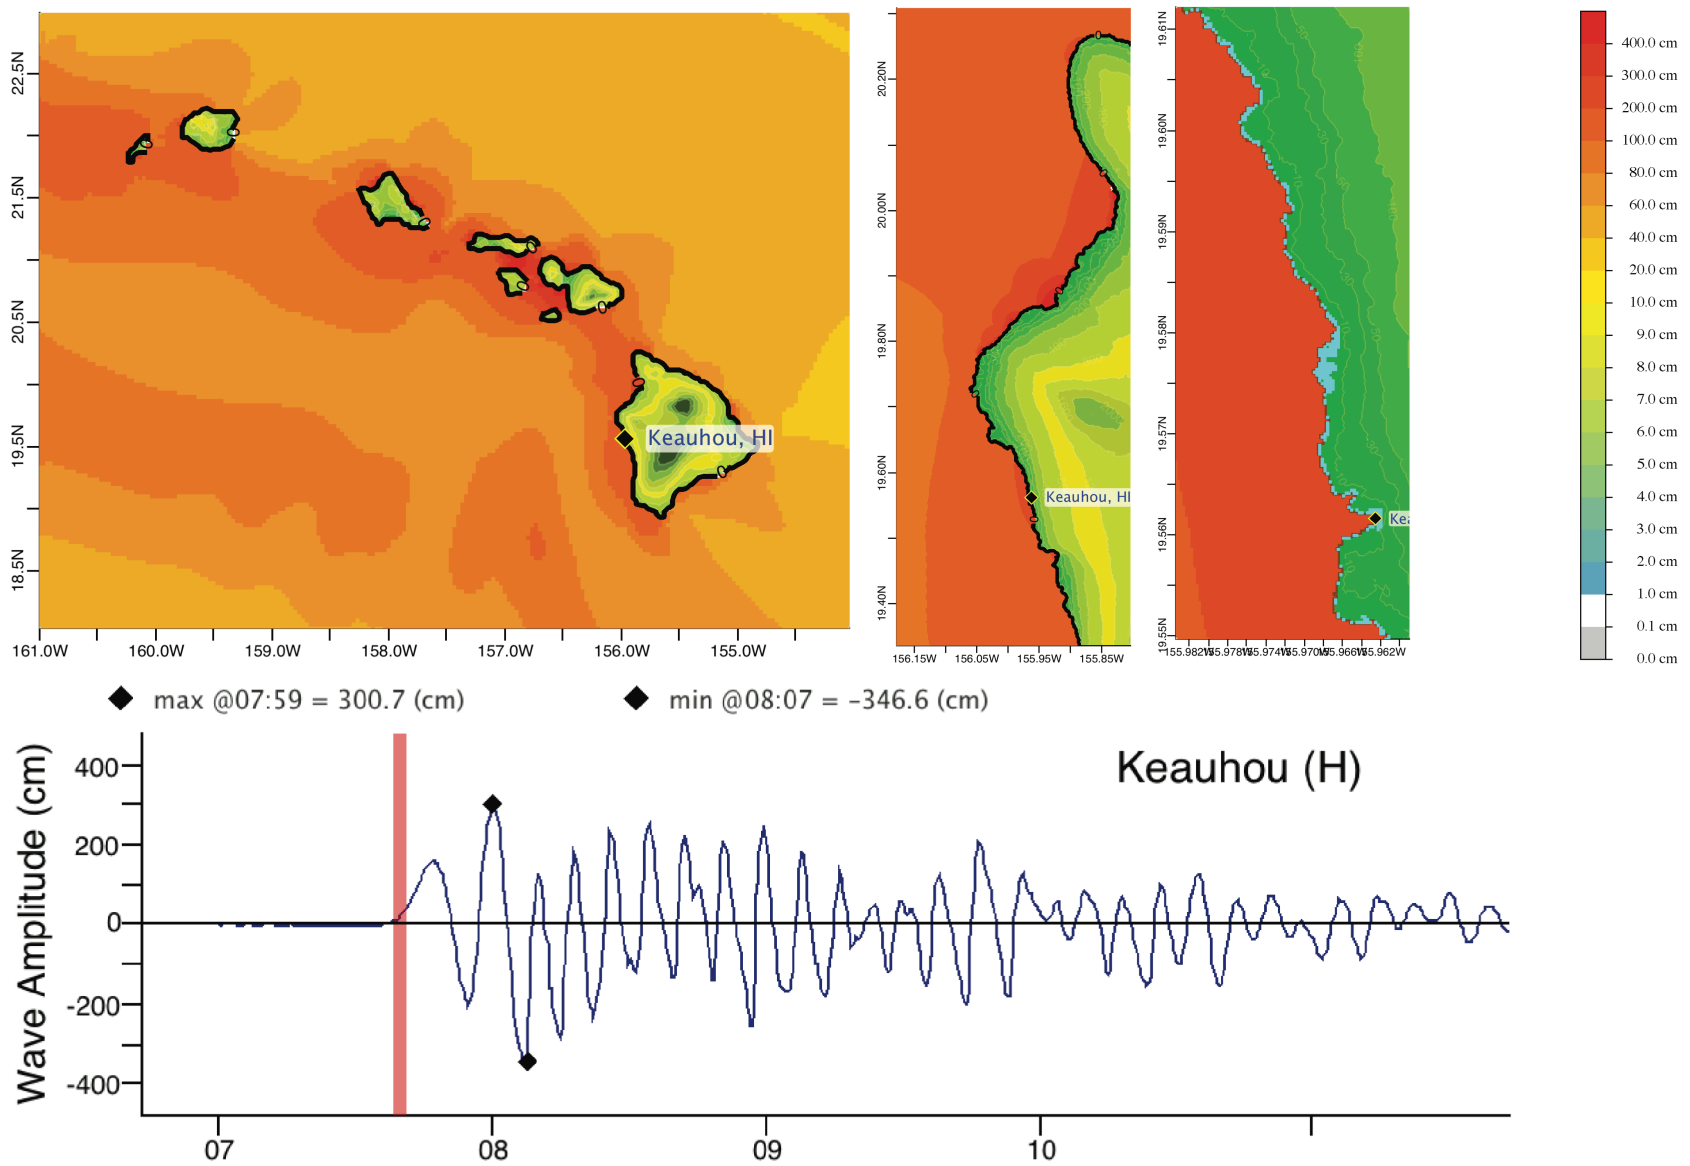 22.5N
21.5N
20.5N
19.5N
18.5N
161.0W 160.0W 159.0W 158.0W 157.0W 156.0W 155.0W
Keauhou, HI
20.20N
20.00N
19.80N
19.60N
19.40N
156.15W 156.05W 155.95W 155.85W
Keauhou, HI
19.61N
19.60N
19.59N
19.58N
19.57N
19.56N
19.55N
155.962W
Kea
400.0 cm
300.0 cm
200.0 cm
100.0 cm
80.0 cm
60.0 cm
40.0 cm
20.0 cm
10.0 cm
9.0 cm
8.0 cm
7.0 cm
6.0 cm
5.0 cm
4.0 cm
3.0 cm
2.0 cm
1.0 cm
0.1 cm
0.0 cm
max @07:59 = 300.7 (cm) min @08:07 = -346.6 (cm)
Keauhou (H)
Wave Amplitude (cm)
400
200
0
-200
-400
07 08 09 10